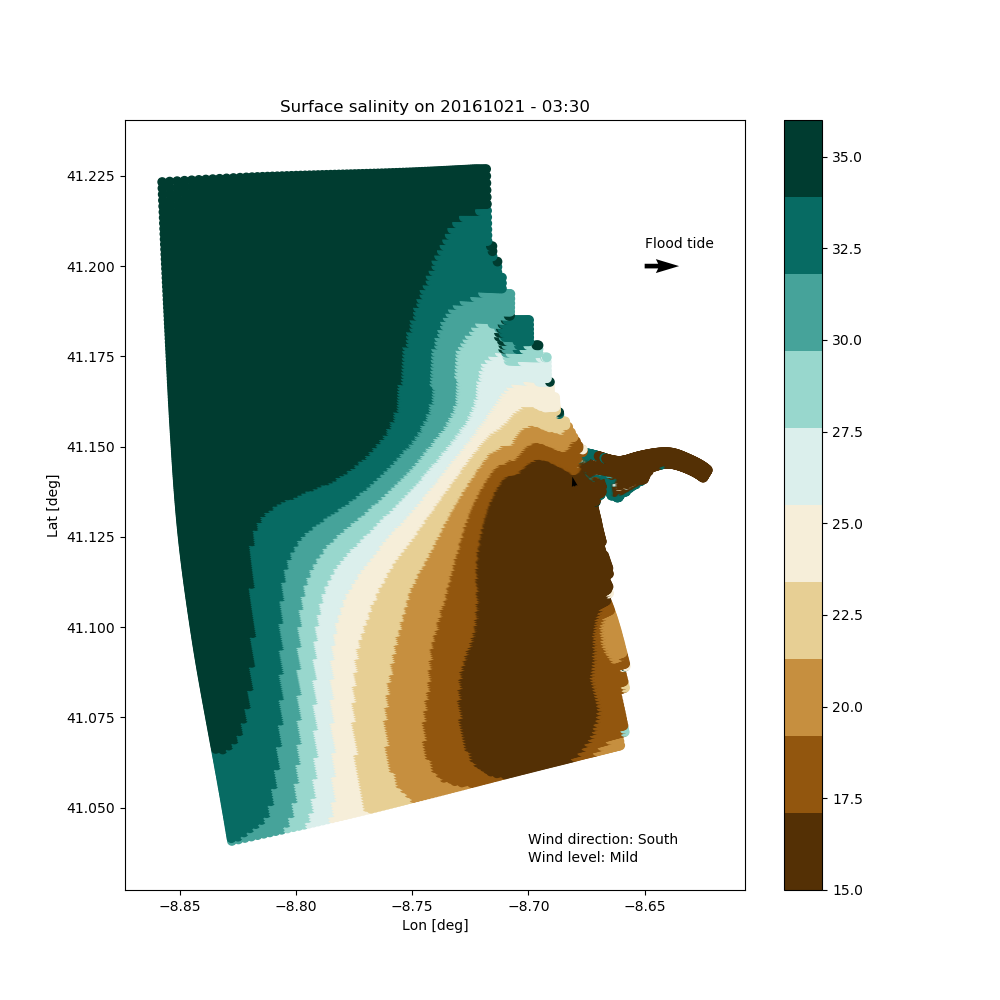 Surface salinity on 20161021 - 03:30
41.225
41.200
41.175
41.150
41.125
41.100
41.075
41.050
Lat [deg]
Flood tide
Wind direction: South
Wind level: Mild
−8.85 −8.80 −8.75 −8.70 −8.65
Lon [deg]
35.0
32.5
30.0
27.5
25.0
22.5
20.0
17.5
15.0